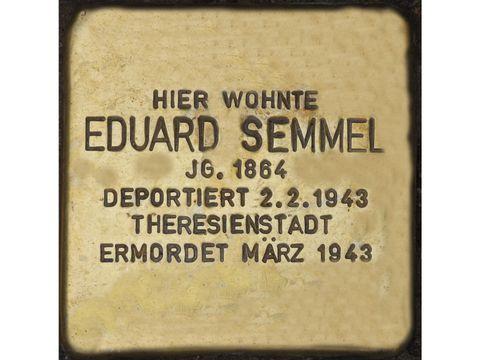 HIER WOHNTE
EDUARD SEMMEL
JG. 1864
DEPORTIERT 2.2.1943
THERESIENSTADT
ERMORDET MÄRZ 1943